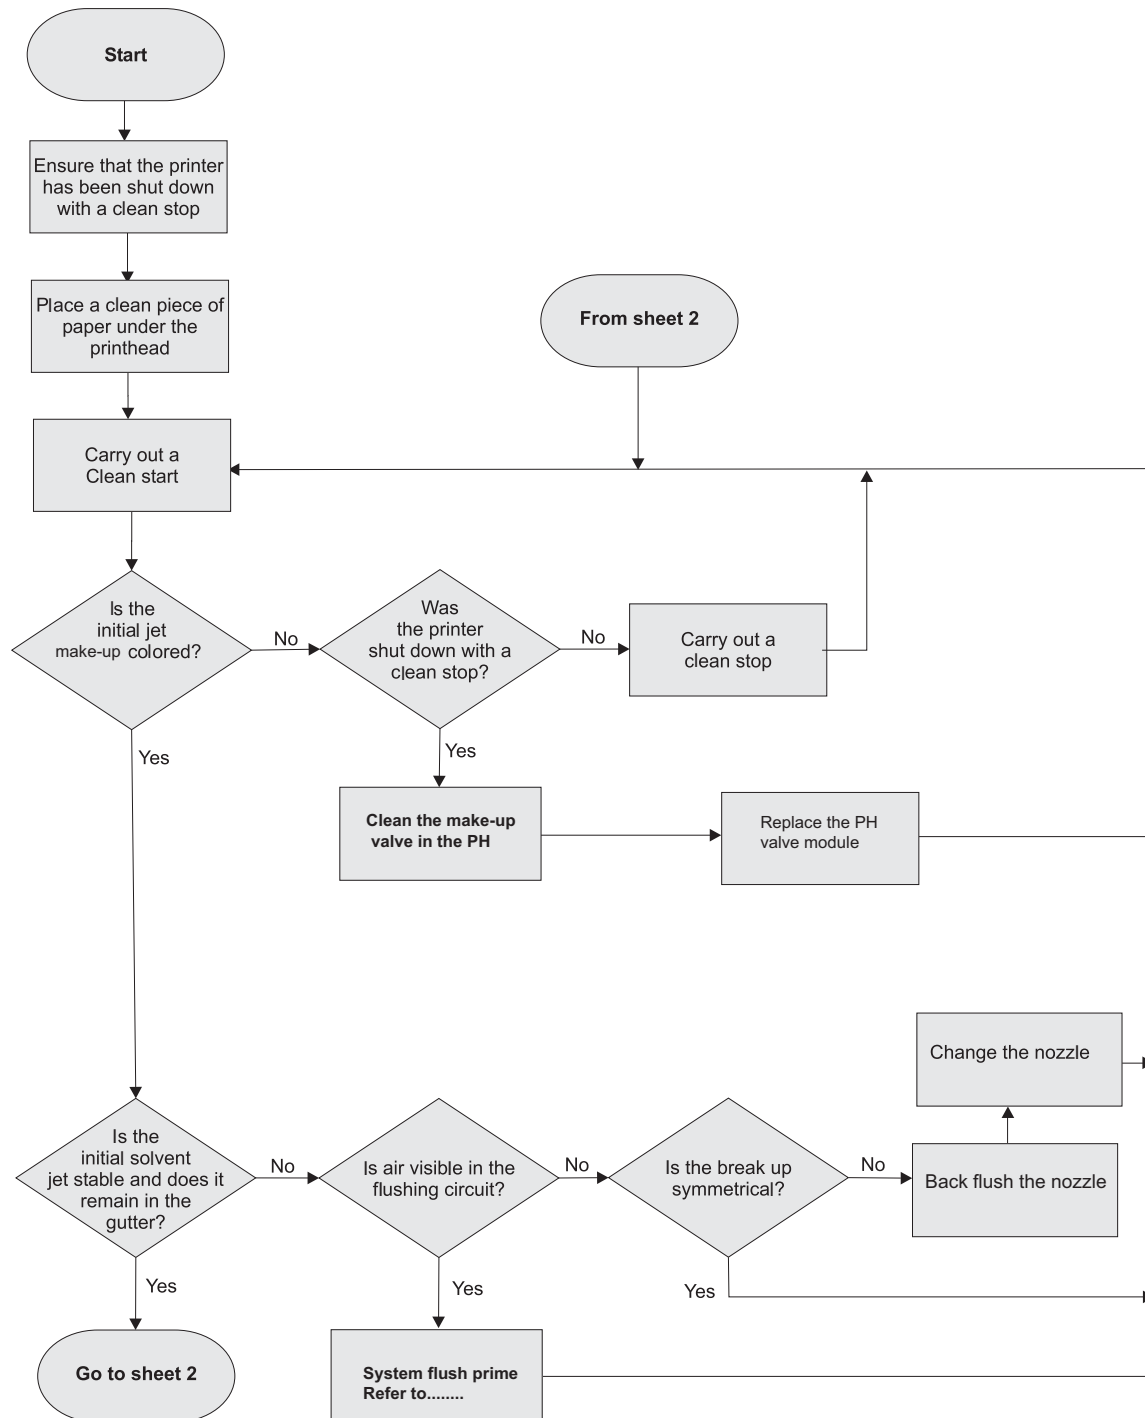 Start
Ensure that the printer
has been shut down
with a clean stop
Place a clean piece of
paper under the
printhead
From sheet 2
Carry out a
Clean start
Is the
initial jet
make-up colored?
No
Was
the printer
shut down with a
clean stop?
No
Carry out a
clean stop
Yes
Yes
Clean the make-up
valve in the PH
Replace the PH
valve module
Change the nozzle
Is the
initial solvent
jet stable and does it
remain in the
gutter?
No
Is air visible in the
flushing circuit?
No
Is the break up
symmetrical?
No
Back flush the nozzle
Yes
Yes
Yes
Go to sheet 2
System flush prime
Refer to........